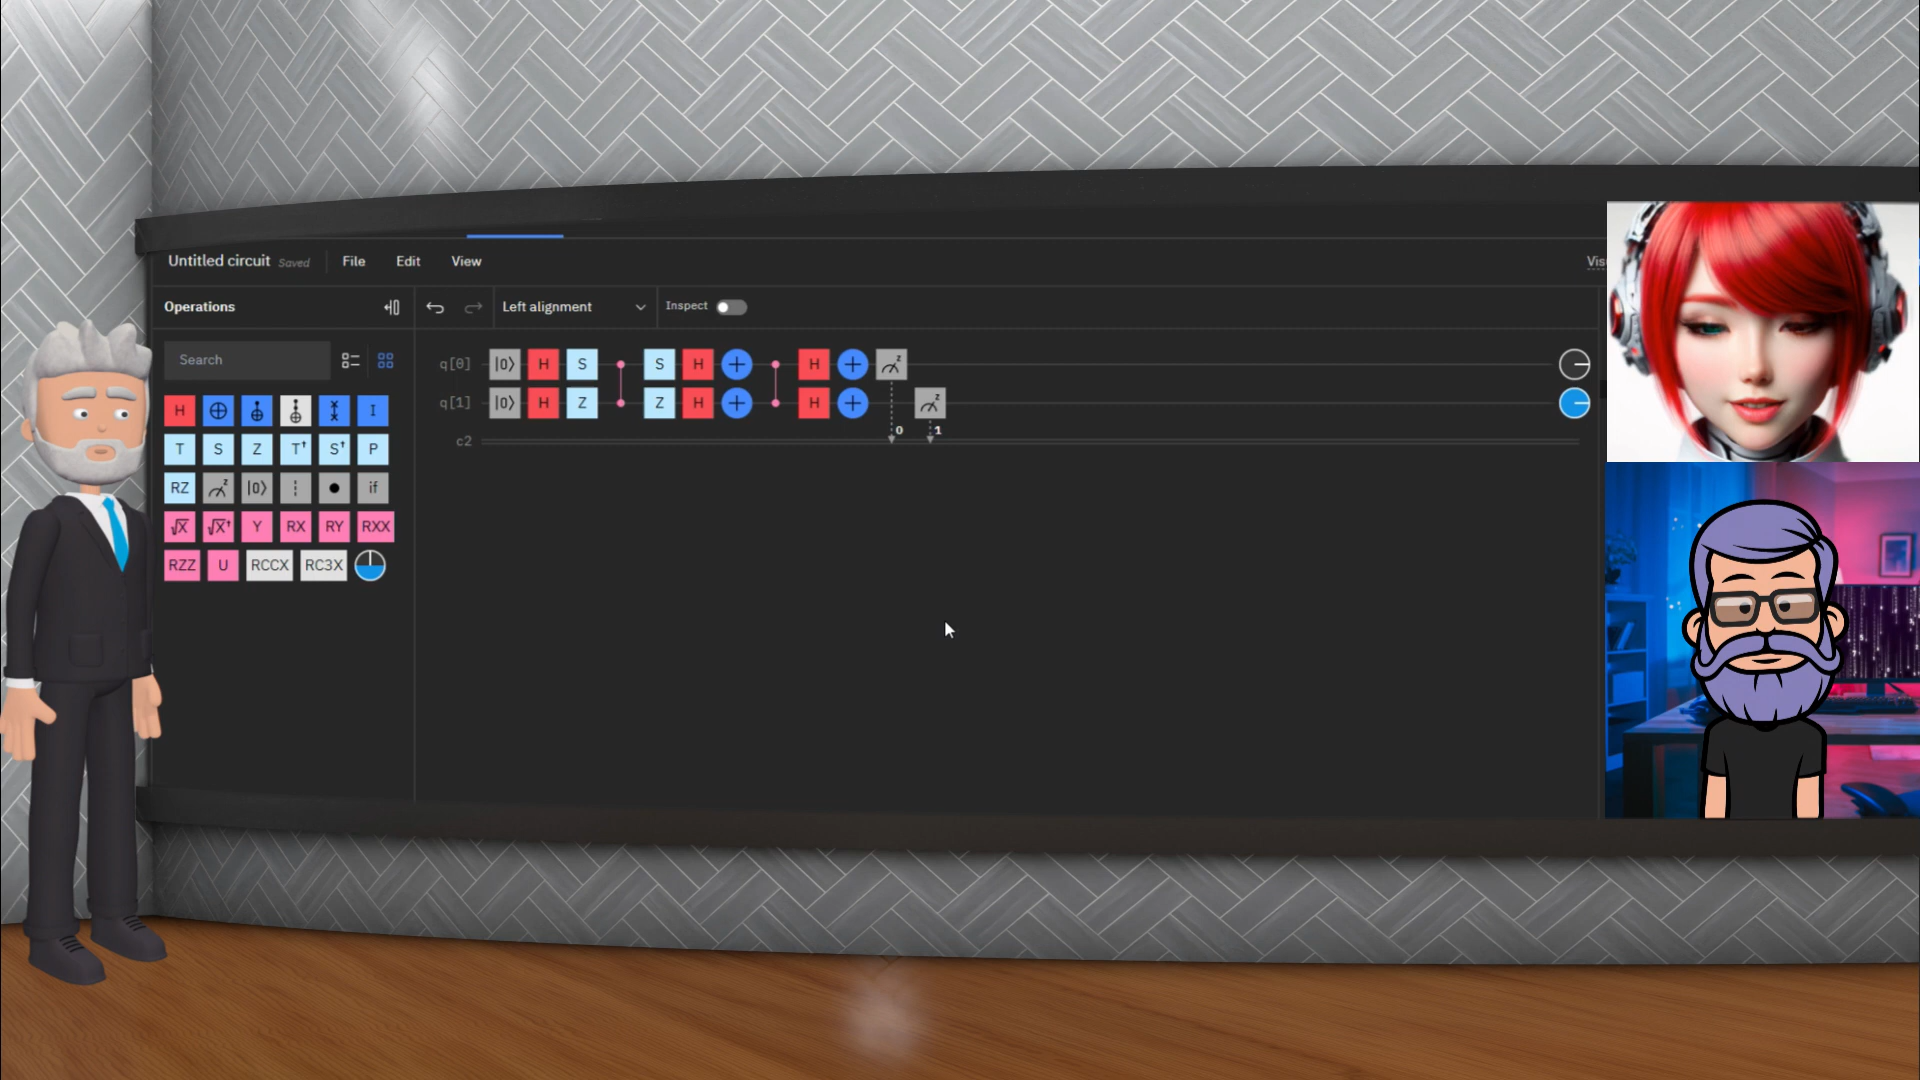 Untitled circuit Saved File Edit View
Operations Left alignment Inspect
Search
q[0] |0⟩ H S S H + H + z
q[1] |0⟩ H Z Z H + H + z
c2 0 1
H I
T S Z T† S† P
RZ z |0⟩ if
√X √X† Y RX RY RXX
RZZ U RCCX RC3X